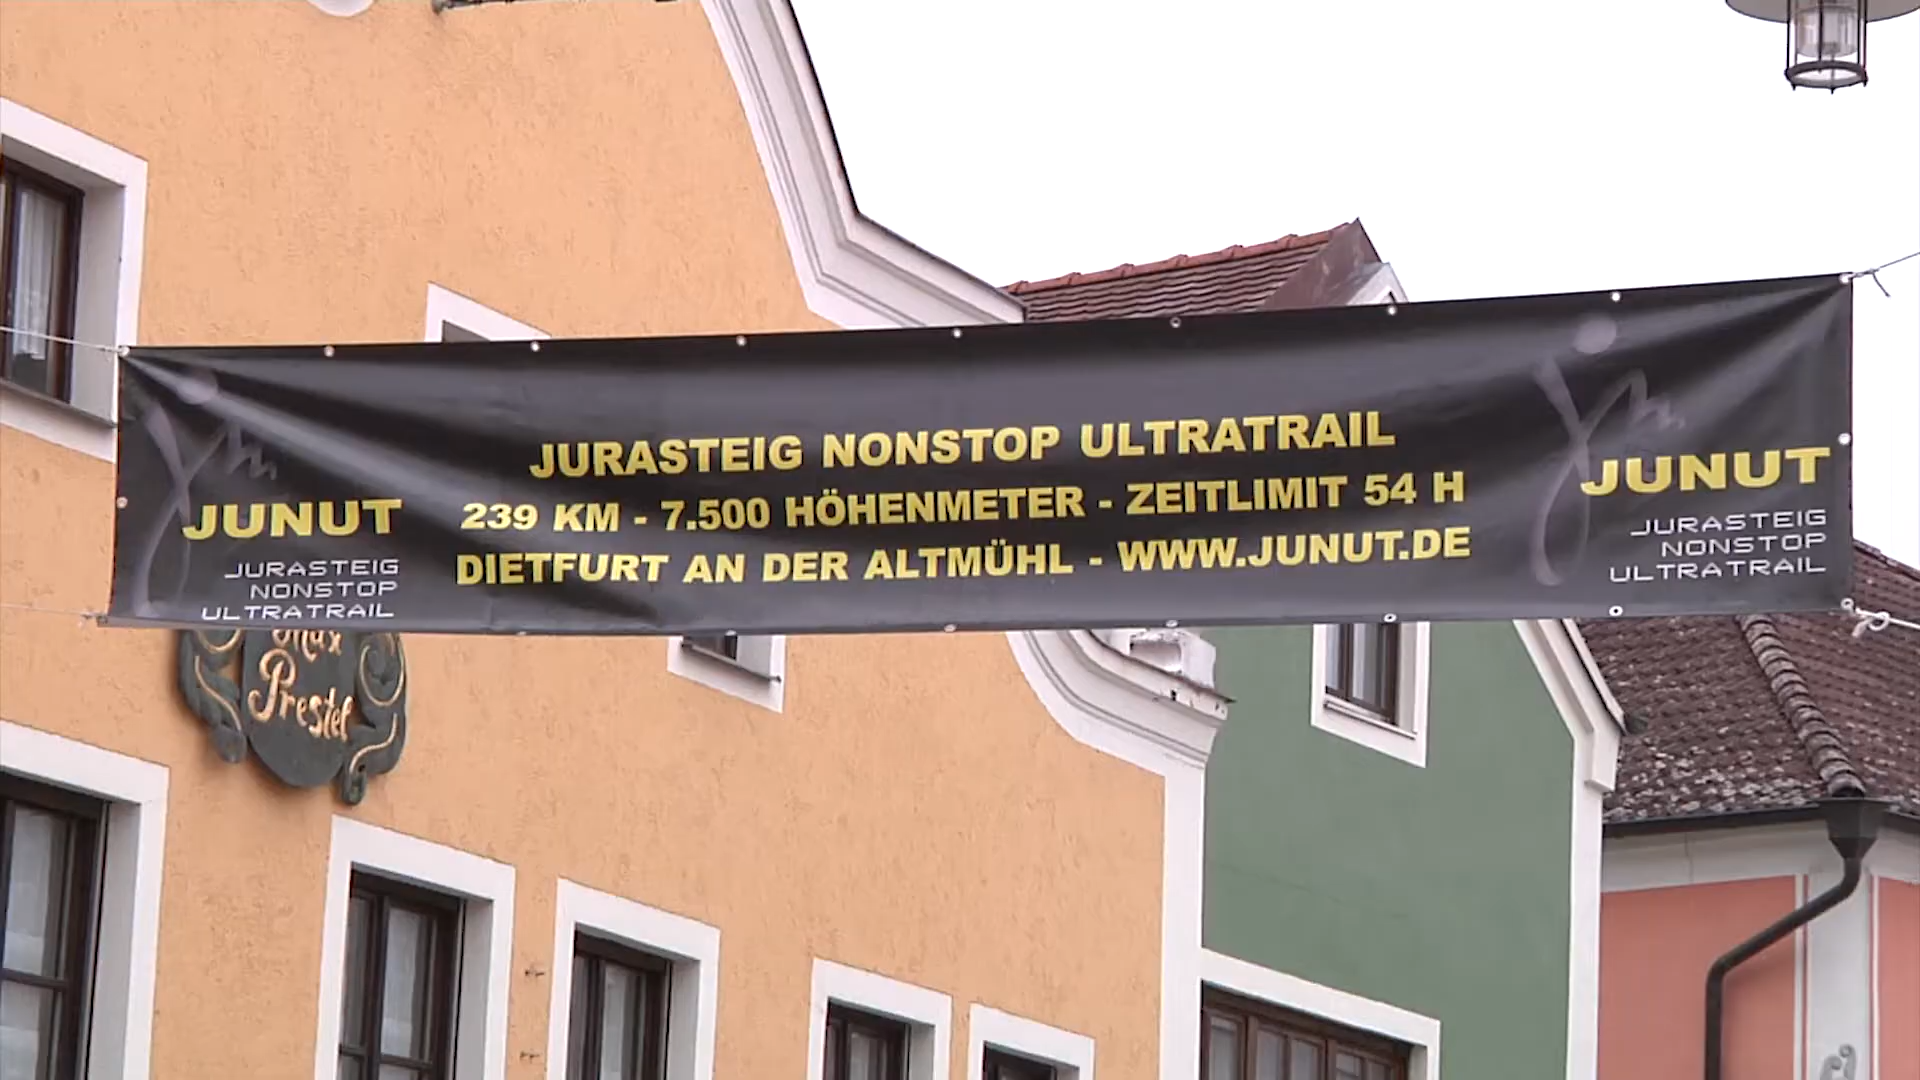 JURASTEIG NONSTOP ULTRATRAIL
239 KM - 7.500 HÖHENMETER - ZEITLIMIT 54 H
DIETFURT AN DER ALTMÜHL - WWW.JUNUT.DE
JUNUT
JURASTEIG
NONSTOP
ULTRATRAIL
JUNUT
JURASTEIG
NONSTOP
ULTRATRAIL
Max
Prestel